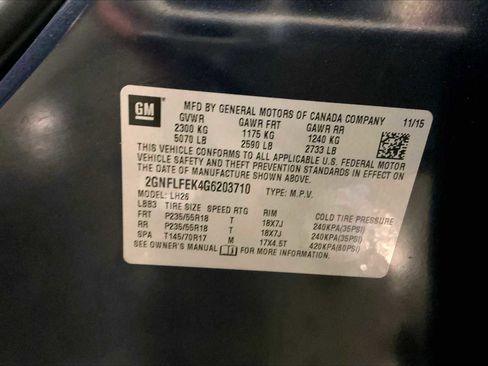 GM
MFD BY GENERAL MOTORS OF CANADA COMPANY 11/15
GVWR GAWR FRT GAWR RR
2300 KG 1175 KG 1240 KG
5070 LB 2590 LB 2733 LB
THIS VEHICLE CONFORMS TO ALL APPLICABLE U.S. FEDERAL MOTOR
VEHICLE SAFETY AND THEFT PREVENTION STANDARDS IN EFFECT ON
THE DATE OF MANUFACTURE SHOWN ABOVE.
2GNFLFEK4G6203710 TYPE: M.P.V.
MODEL: LH26
LBB3 TIRE SIZE SPEED RTG RIM COLD TIRE PRESSURE
FRT P235/55R18 T 18X7J 240KPA(35PSI)
RR P235/55R18 T 18X7J 240KPA(35PSI)
SPA T145/70R17 M 17X4.5T 420KPA(60PSI)
SEE OWNER'S MANUAL FOR MORE INFORMATION.